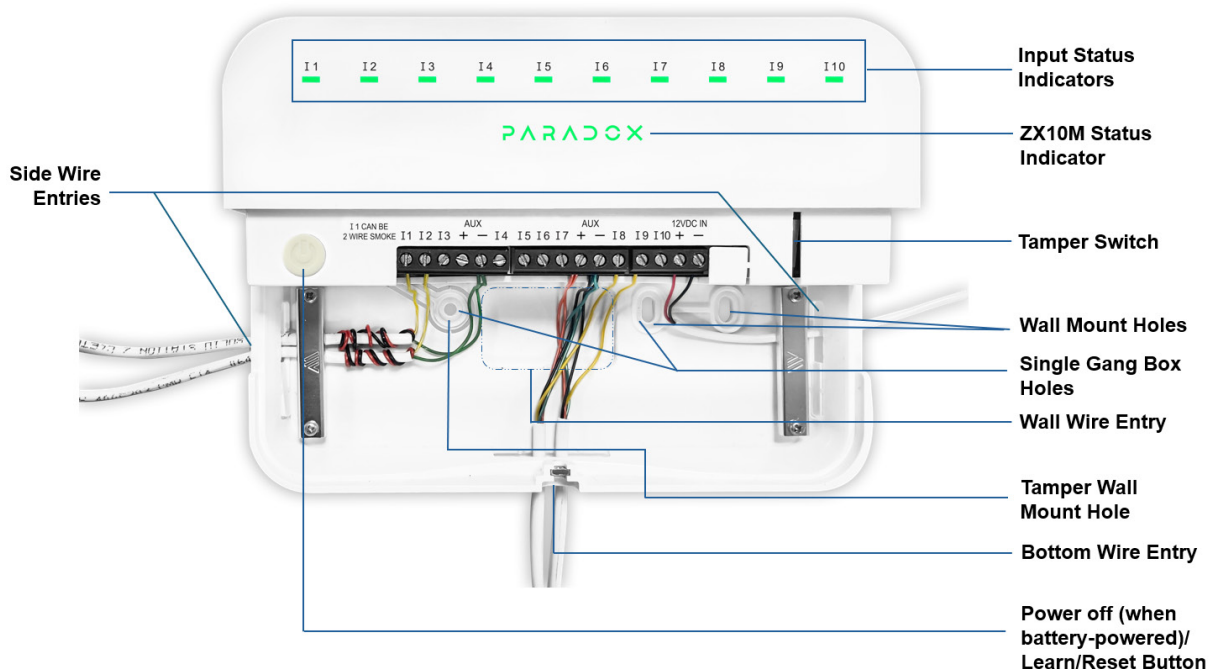 I1 I2 I3 I4 I5 I6 I7 I8 I9 I10
Input Status
Indicators
PARADOX
ZX10M Status
Indicator
Side Wire
Entries
I 1 CAN BE
2 WIRE SMOKE
AUX AUX 12VDC IN
I1 I2 I3 + − I4 I5 I6 I7 + − I8 I9 I10 + −
Tamper Switch
Wall Mount Holes
Single Gang Box
Holes
Wall Wire Entry
Tamper Wall
Mount Hole
Bottom Wire Entry
Power off (when
battery-powered)/
Learn/Reset Button